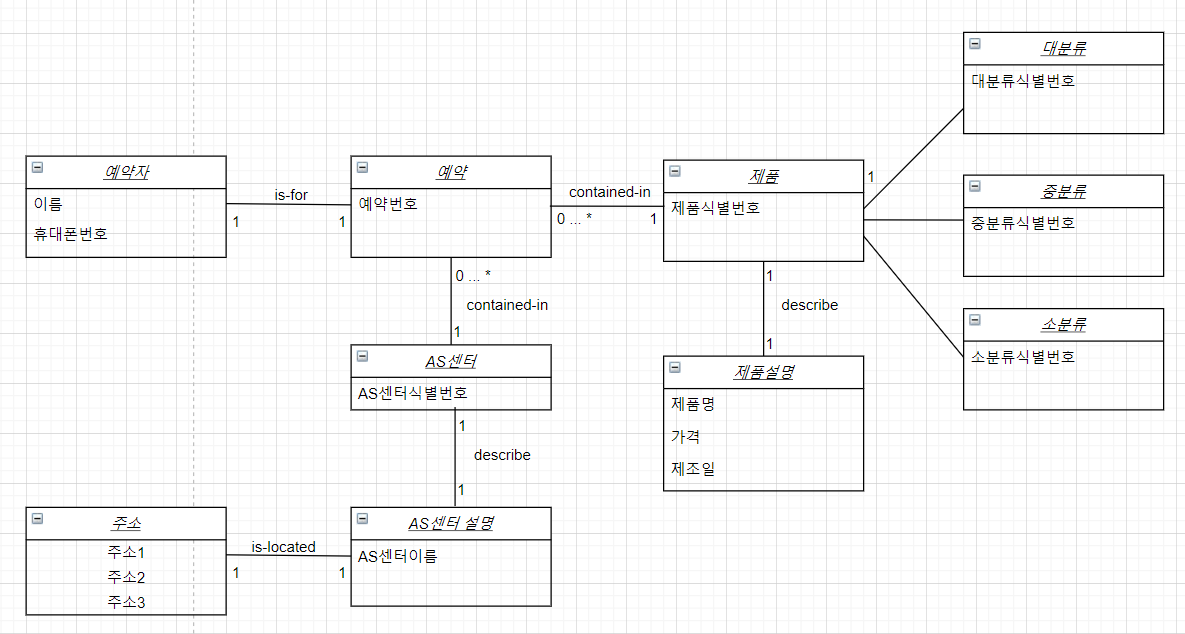 대분류
대분류식별번호
예약자
이름
휴대폰번호
is-for
1
1
예약
예약번호
contained-in
0 ... *
1
제품
제품식별번호
1
중분류
중분류식별번호
0 ... *
contained-in
1
1
describe
1
소분류
소분류식별번호
AS센터
AS센터식별번호
제품설명
제품명
가격
제조일
1
describe
1
주소
주소1
주소2
주소3
is-located
1
1
AS센터 설명
AS센터이름